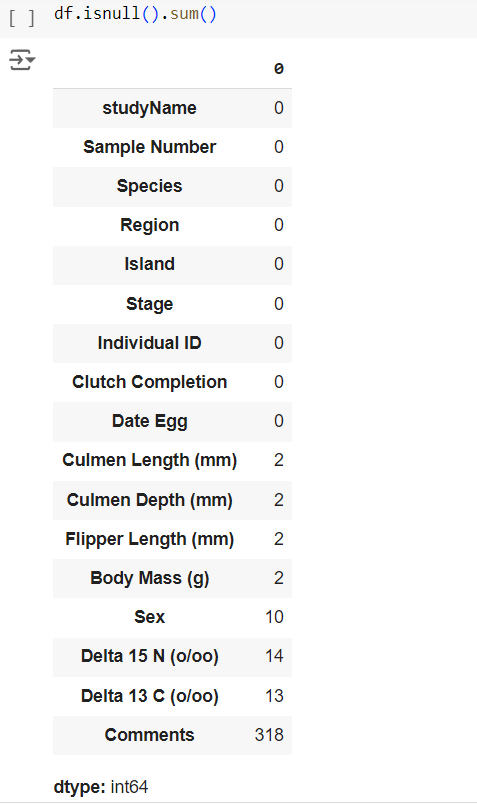 [ ] df.isnull().sum()
0
studyName 0
Sample Number 0
Species 0
Region 0
Island 0
Stage 0
Individual ID 0
Clutch Completion 0
Date Egg 0
Culmen Length (mm) 2
Culmen Depth (mm) 2
Flipper Length (mm) 2
Body Mass (g) 2
Sex 10
Delta 15 N (o/oo) 14
Delta 13 C (o/oo) 13
Comments 318
dtype: int64